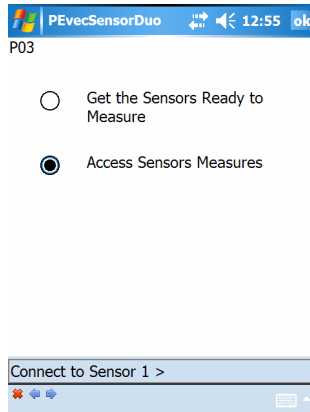 PEvecSensorDuo 12:55 ok
P03
Get the Sensors Ready to
Measure
Access Sensors Measures
Connect to Sensor 1 >